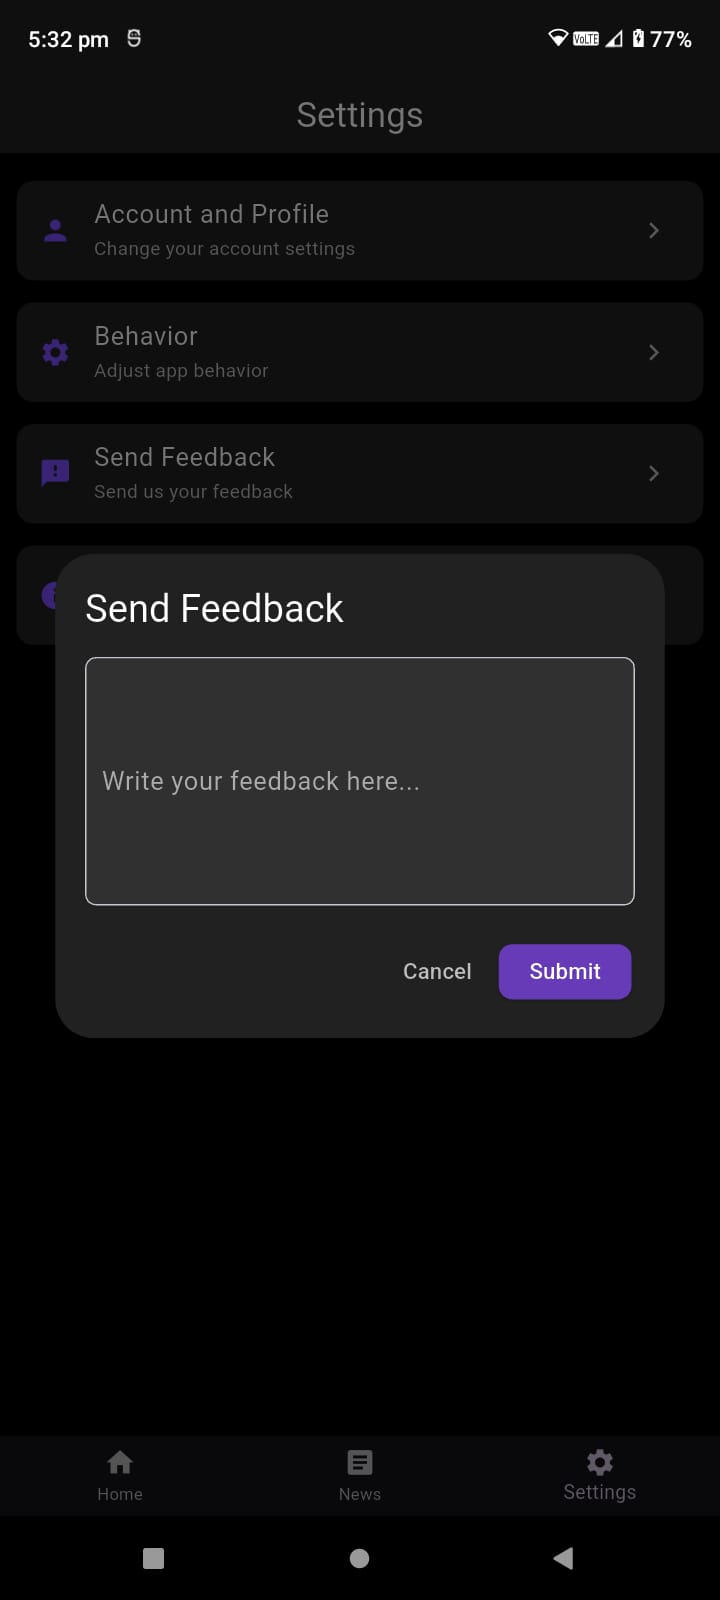 5:32 pm
VoLTE
77%
Settings
Account and Profile
Change your account settings
Behavior
Adjust app behavior
Send Feedback
Send us your feedback
Send Feedback
Write your feedback here...
Cancel
Submit
Home
News
Settings